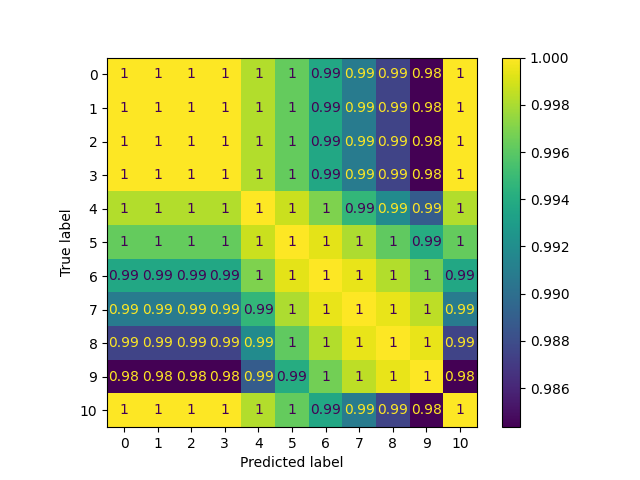 0 1 1 1 1 1 1 0.99 0.99 0.99 0.98 1
1 1 1 1 1 1 1 0.99 0.99 0.99 0.98 1
2 1 1 1 1 1 1 0.99 0.99 0.99 0.98 1
3 1 1 1 1 1 1 0.99 0.99 0.99 0.98 1
4 1 1 1 1 1 1 1 0.99 0.99 0.99 1
5 1 1 1 1 1 1 1 1 1 0.99 1
6 0.99 0.99 0.99 0.99 1 1 1 1 1 1 0.99
7 0.99 0.99 0.99 0.99 0.99 1 1 1 1 1 0.99
8 0.99 0.99 0.99 0.99 0.99 1 1 1 1 1 0.99
9 0.98 0.98 0.98 0.98 0.99 0.99 1 1 1 1 0.98
10 1 1 1 1 1 1 0.99 0.99 0.99 0.98 1
0 1 2 3 4 5 6 7 8 9 10
Predicted label
True label
1.000
0.998
0.996
0.994
0.992
0.990
0.988
0.986